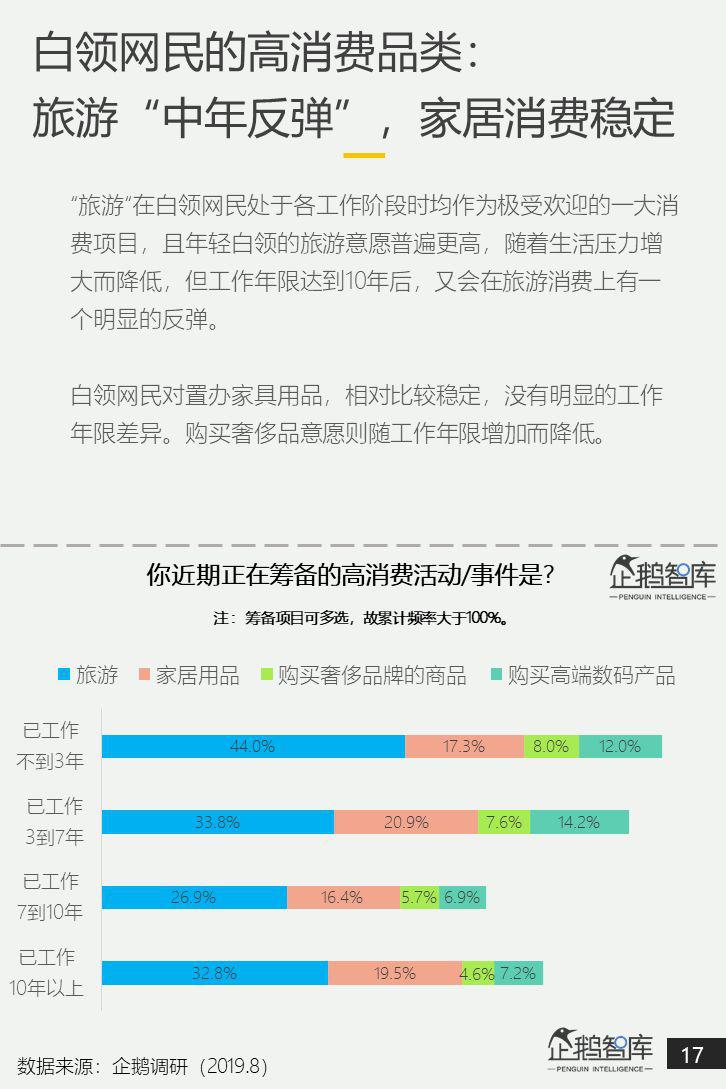 白领网民的高消费品类：
旅游“中年反弹”，家居消费稳定
“旅游“在白领网民处于各工作阶段时均作为极受欢迎的一大消
费项目，且年轻白领的旅游意愿普遍更高，随着生活压力增
大而降低，但工作年限达到10年后，又会在旅游消费上有一
个明显的反弹。
白领网民对置办家具用品，相对比较稳定，没有明显的工作
年限差异。购买奢侈品意愿则随工作年限增加而降低。
你近期正在筹备的高消费活动/事件是？
企鹅智库
PENGUIN INTELLIGENCE
注：筹备项目可多选，故累计频率大于100%。
旅游 家居用品 购买奢侈品牌的商品 购买高端数码产品
已工作
不到3年
44.0% 17.3% 8.0% 12.0%
已工作
3到7年
33.8% 20.9% 7.6% 14.2%
已工作
7到10年
26.9% 16.4% 5.7% 6.9%
已工作
10年以上
32.8% 19.5% 4.6% 7.2%
数据来源：企鹅调研（2019.8）
企鹅智库
PENGUIN INTELLIGENCE
17